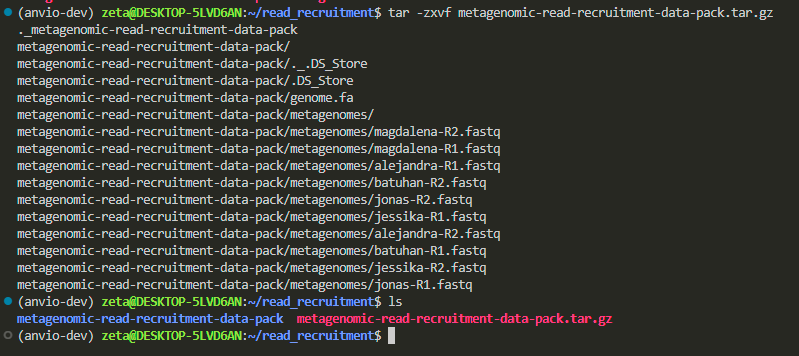 (anvio-dev) zeta@DESKTOP-5LVD6AN:~/read_recruitment$ tar -zxvf metagenomic-read-recruitment-data-pack.tar.gz
._metagenomic-read-recruitment-data-pack
metagenomic-read-recruitment-data-pack/
metagenomic-read-recruitment-data-pack/._.DS_Store
metagenomic-read-recruitment-data-pack/.DS_Store
metagenomic-read-recruitment-data-pack/genome.fa
metagenomic-read-recruitment-data-pack/metagenomes/
metagenomic-read-recruitment-data-pack/metagenomes/magdalena-R2.fastq
metagenomic-read-recruitment-data-pack/metagenomes/magdalena-R1.fastq
metagenomic-read-recruitment-data-pack/metagenomes/alejandra-R1.fastq
metagenomic-read-recruitment-data-pack/metagenomes/batuhan-R2.fastq
metagenomic-read-recruitment-data-pack/metagenomes/jonas-R2.fastq
metagenomic-read-recruitment-data-pack/metagenomes/jessika-R1.fastq
metagenomic-read-recruitment-data-pack/metagenomes/alejandra-R2.fastq
metagenomic-read-recruitment-data-pack/metagenomes/batuhan-R1.fastq
metagenomic-read-recruitment-data-pack/metagenomes/jessika-R2.fastq
metagenomic-read-recruitment-data-pack/metagenomes/jonas-R1.fastq
(anvio-dev) zeta@DESKTOP-5LVD6AN:~/read_recruitment$ ls
metagenomic-read-recruitment-data-pack  metagenomic-read-recruitment-data-pack.tar.gz
(anvio-dev) zeta@DESKTOP-5LVD6AN:~/read_recruitment$